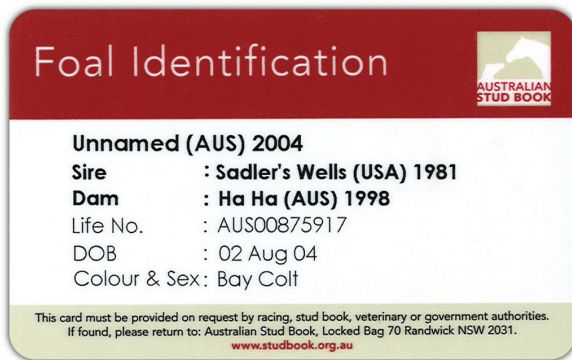 Foal Identification
AUSTRALIAN
STUD BOOK
Unnamed (AUS) 2004
Sire : Sadler's Wells (USA) 1981
Dam : Ha Ha (AUS) 1998
Life No. : AUS00875917
DOB : 02 Aug 04
Colour & Sex : Bay Colt
This card must be provided on request by racing, stud book, veterinary or government authorities.
If found, please return to: Australian Stud Book, Locked Bag 70 Randwick NSW 2031.
www.studbook.org.au